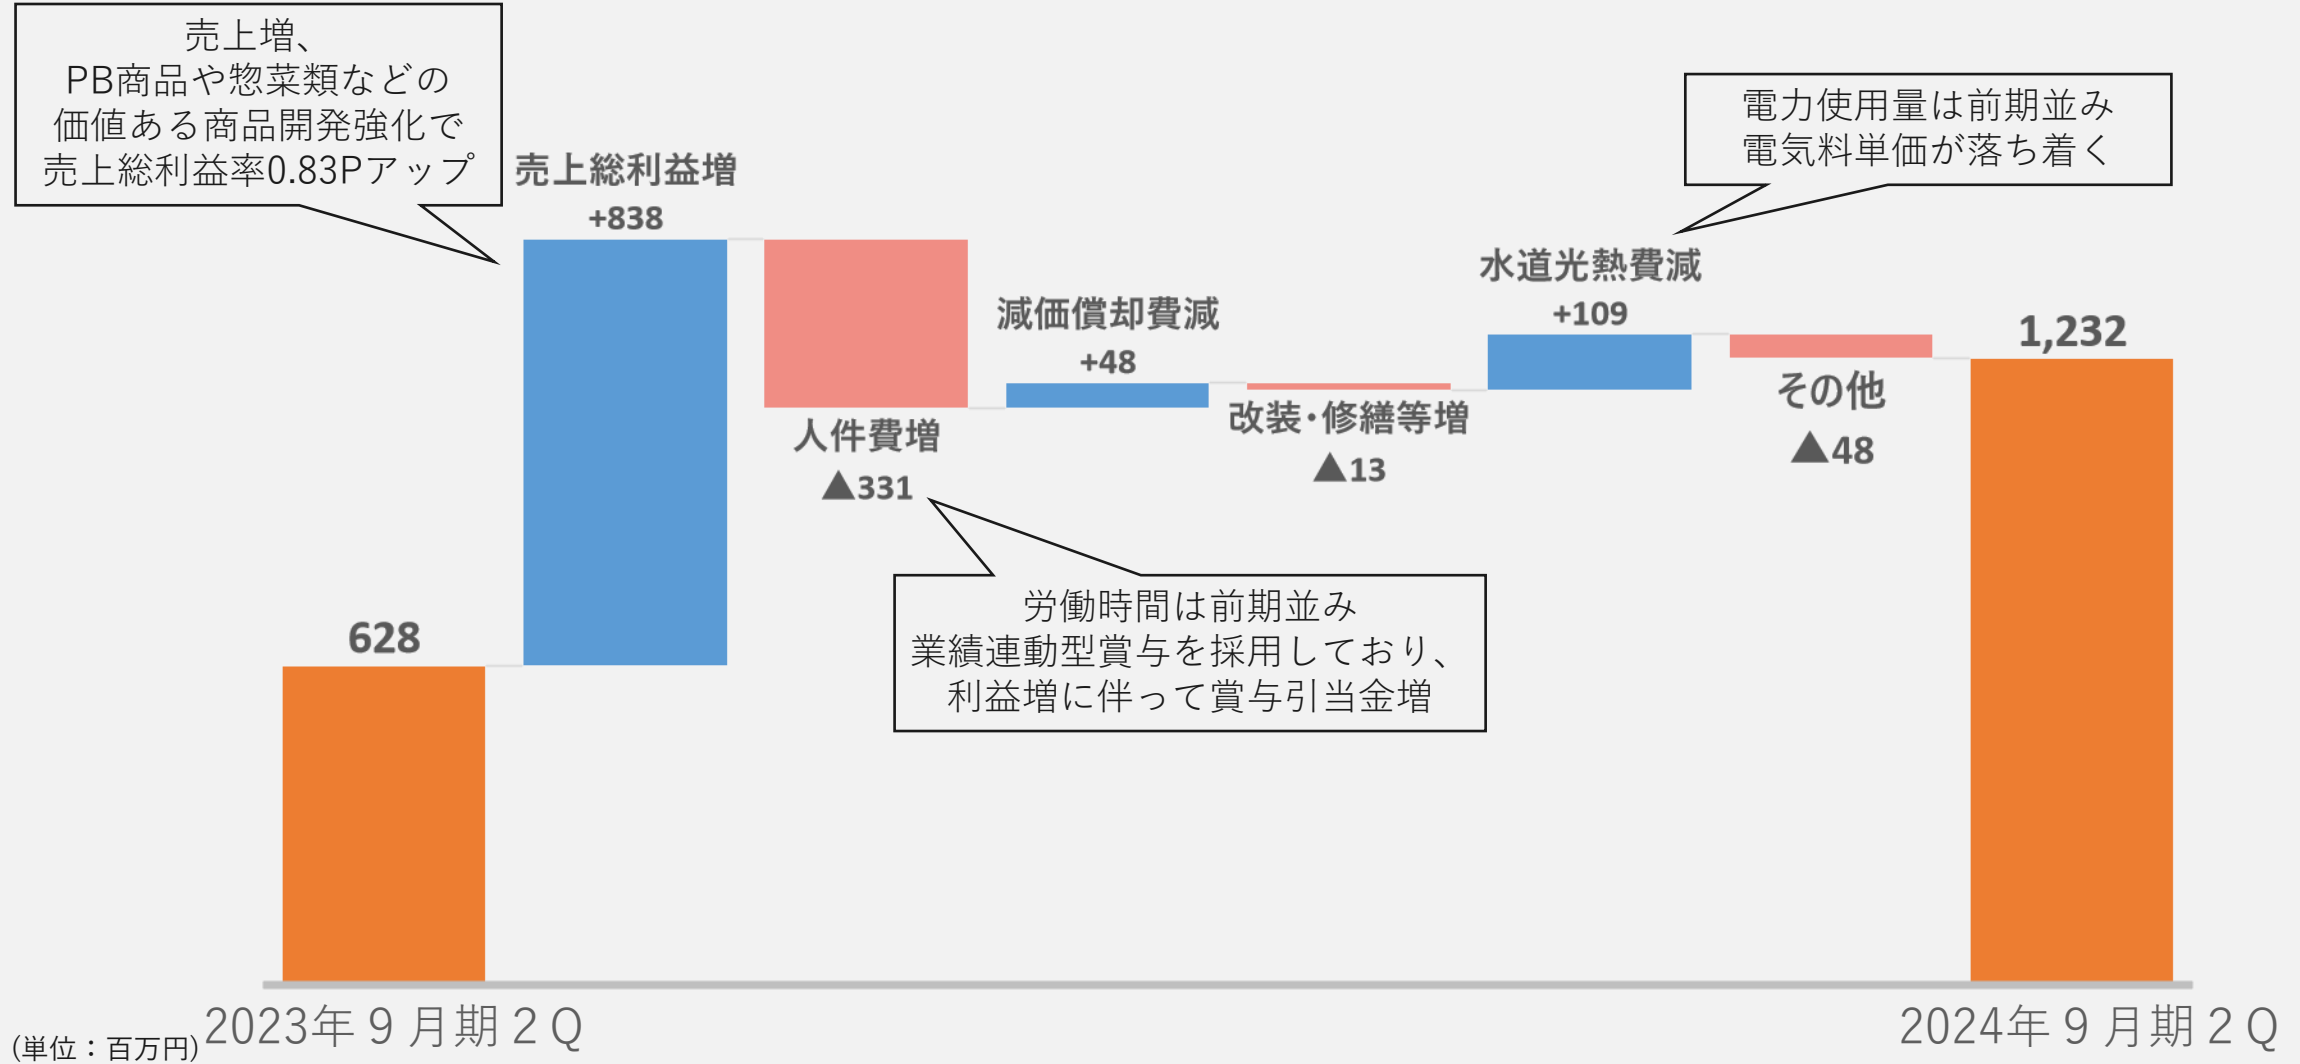 売上増、
PB商品や惣菜類などの
価値ある商品開発強化で
売上総利益率0.83Pアップ
電力使用量は前期並み
電気料単価が落ち着く
売上総利益増
+838
水道光熱費減
+109
減価償却費減
+48
1,232
その他
▲48
改装･修繕等増
▲13
人件費増
▲331
労働時間は前期並み
業績連動型賞与を採用しており、
利益増に伴って賞与引当金増
628
2023年９月期２Q
2024年９月期２Q
(単位：百万円)